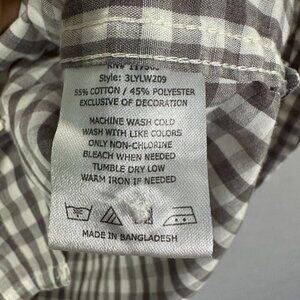 Style: 3LYLW209
55% COTTON / 45% POLYESTER
EXCLUSIVE OF DECORATION
MACHINE WASH COLD
WASH WITH LIKE COLORS
ONLY NON-CHLORINE
BLEACH WHEN NEEDED
TUMBLE DRY LOW
WARM IRON IF NEEDED
MADE IN BANGLADESH